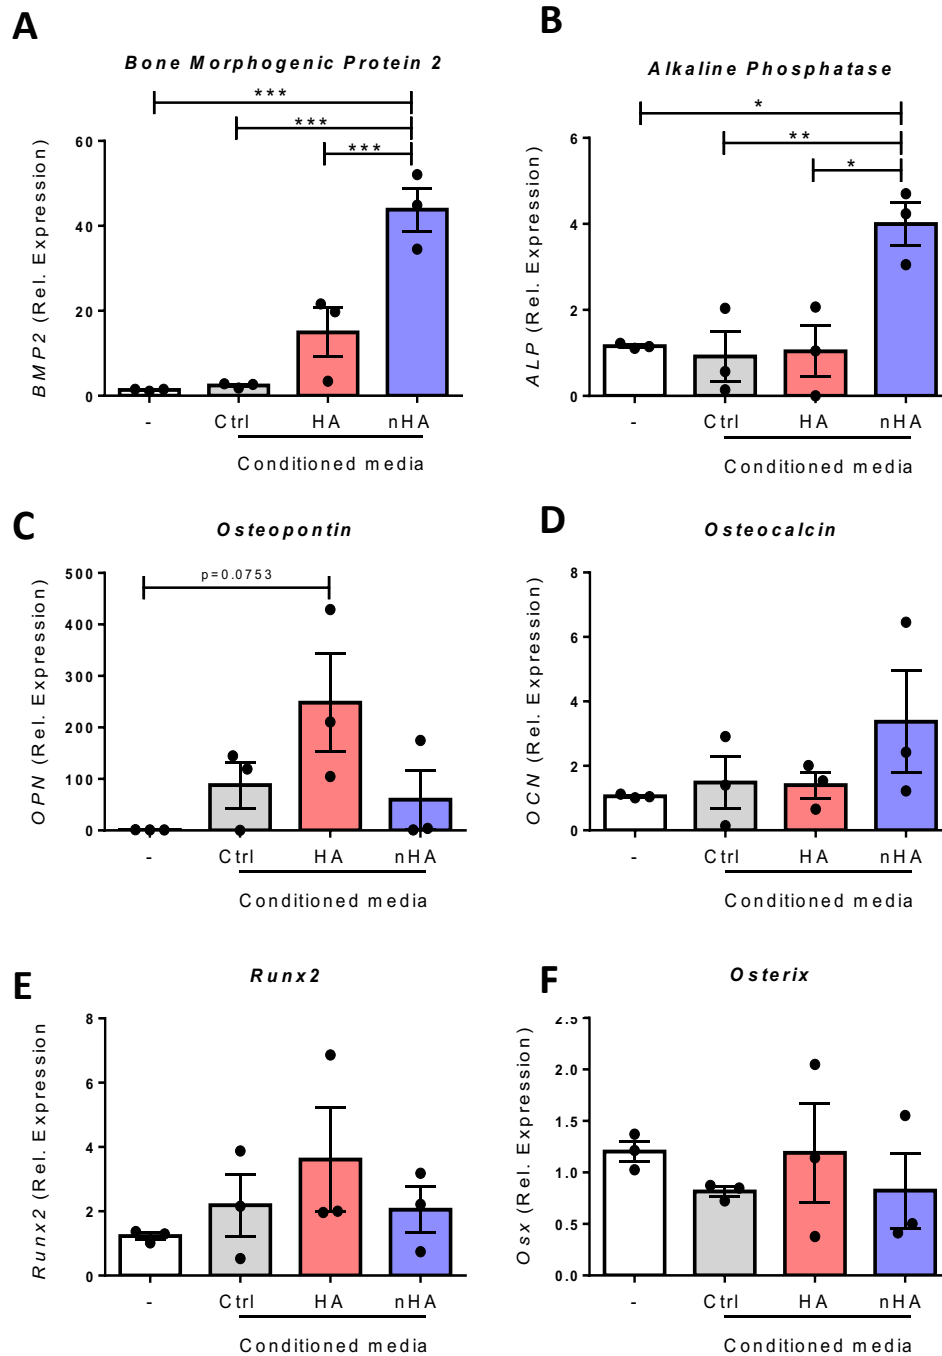 A
Bone Morphogenic Protein 2
***
***
***
BMP2 (Rel. Expression)
60
40
20
0
- Ctrl HA nHA
Conditioned media
B
Alkaline Phosphatase
*
**
*
ALP (Rel. Expression)
6
4
2
0
- Ctrl HA nHA
Conditioned media
C
Osteopontin
p=0.0753
OPN (Rel. Expression)
500
400
300
200
100
0
- Ctrl HA nHA
Conditioned media
D
Osteocalcin
OCN (Rel. Expression)
8
6
4
2
0
- Ctrl HA nHA
Conditioned media
E
Runx2
Runx2 (Rel. Expression)
8
6
4
2
0
- Ctrl HA nHA
Conditioned media
F
Osterix
Osx (Rel. Expression)
2.5
2.0
1.5
1.0
0.5
0.0
- Ctrl HA nHA
Conditioned media